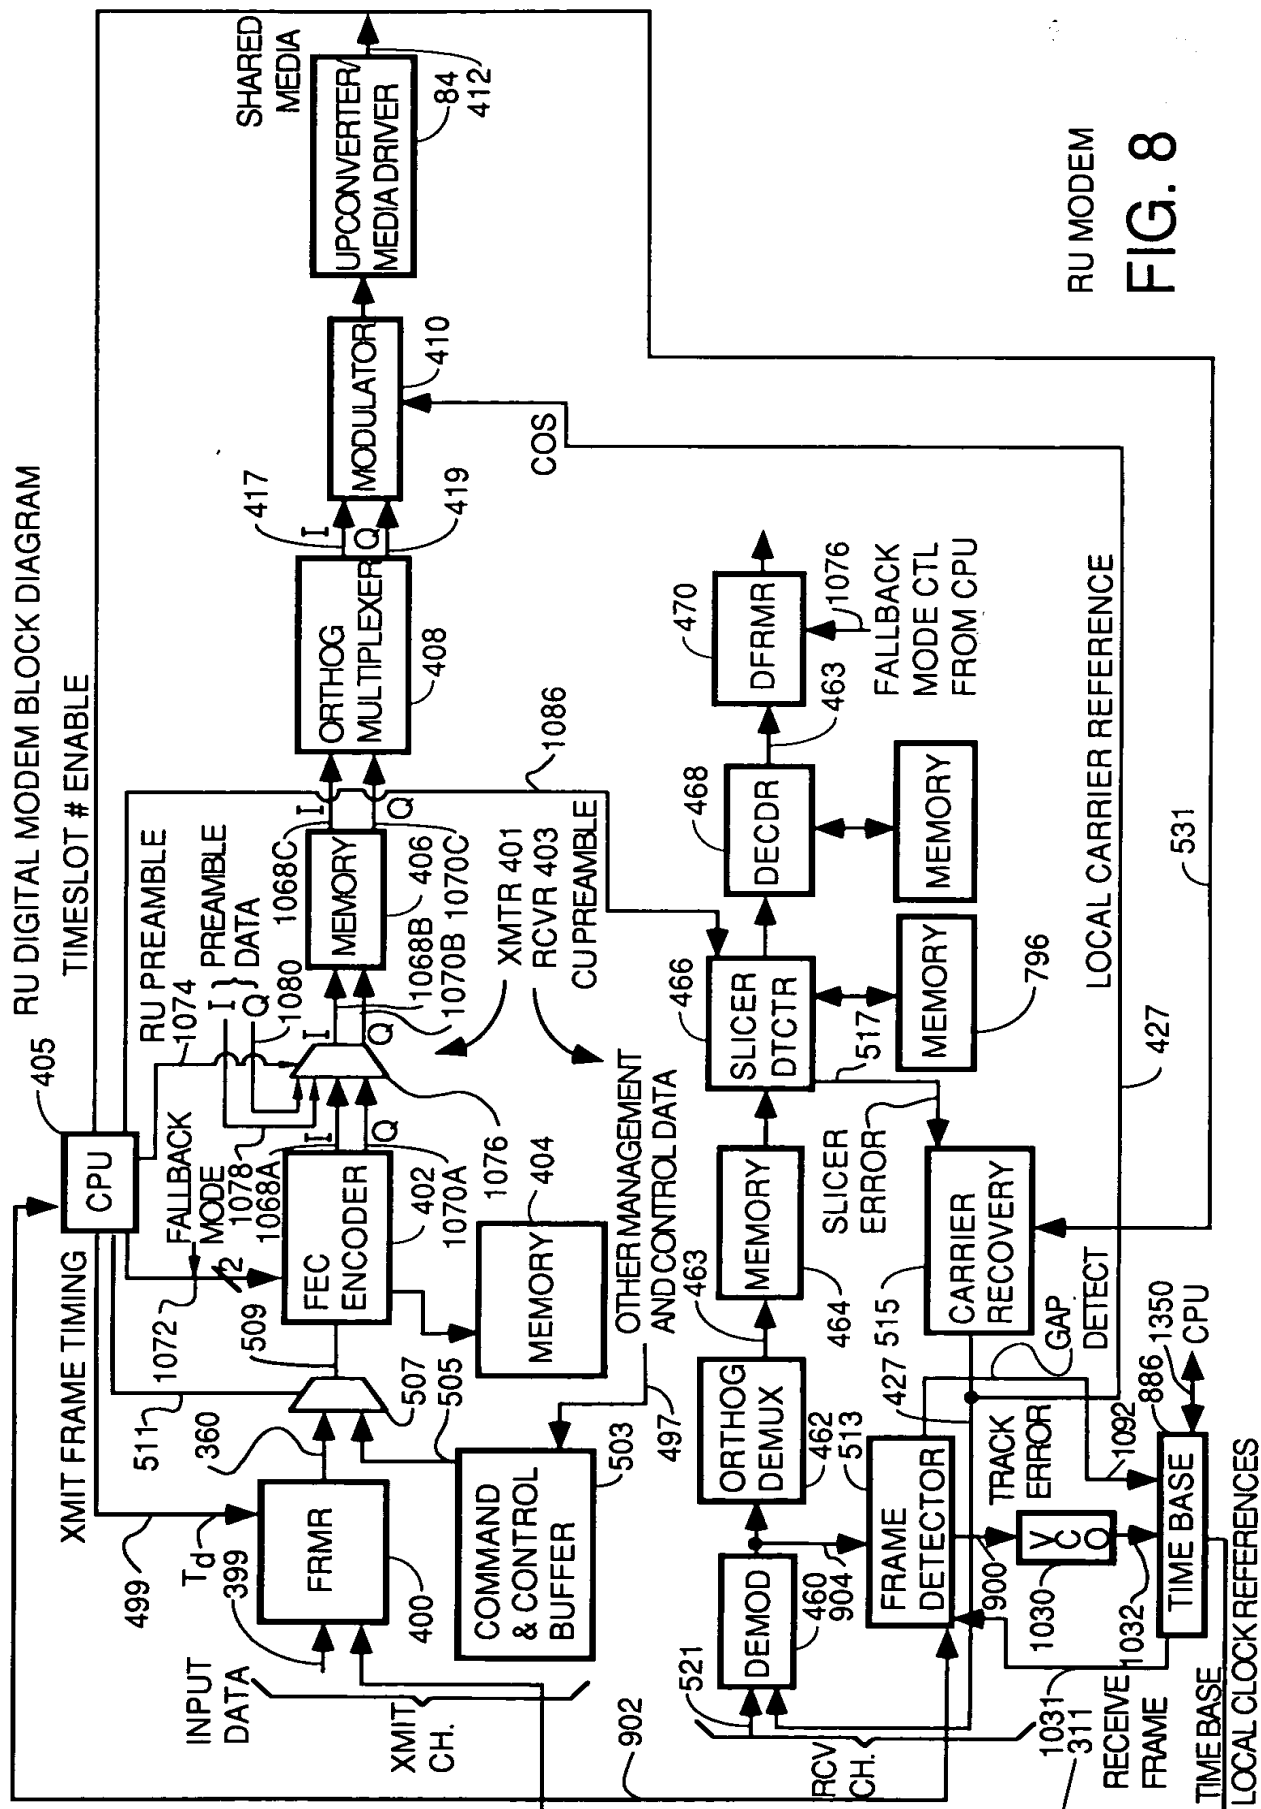 RU DIGITAL MODEM BLOCK DIAGRAM
TIMESLOT # ENABLE
405
CPU
XMIT FRAME TIMING
RU PREAMBLE
1074
I
Q
PREAMBLE
DATA
1080
FALLBACK
MODE
1078
1072
2
499
Td
511
INPUT
DATA
399
FRMR
400
360
XMIT
CH.
507
509
505
FEC
ENCODER
402
I
1068A
Q
1070A
1076
MEMORY
404
COMMAND
& CONTROL
BUFFER
503
497
OTHER MANAGEMENT
AND CONTROL DATA
I
Q
1068B
1070B
MEMORY
406
1068C
I
Q
1070C
ORTHOG
MULTIPLEXER
408
I
417
Q
419
MODULATOR
410
UPCONVERTER/
MEDIA DRIVER
84
412
SHARED
MEDIA
XMTR 401
RCVR 403
CU PREAMBLE
1086
COS
902
RCV
CH.
521
DEMOD
460
904
ORTHOG
DEMUX
462
463
MEMORY
464
SLICER
DTCTR
466
517
SLICER
ERROR
MEMORY
796
DECDR
468
MEMORY
463
DFRMR
470
1076
FALLBACK
MODE CTL
FROM CPU
FRAME
DETECTOR
513
CARRIER
RECOVERY
515
427
GAP
DETECT
TRACK
ERROR
900
VCO
1030
1032
1092
TIME BASE
886
1350
CPU
1031
311
RECEIVE
FRAME
TIME BASE
LOCAL CLOCK REFERENCES
LOCAL CARRIER REFERENCE
427
531
RU MODEM
FIG. 8